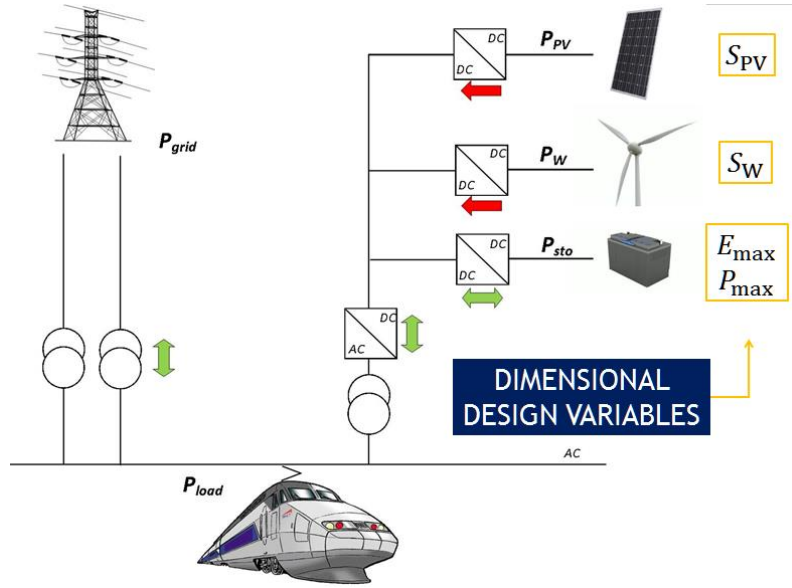 DC
DC
P_PV
S_PV
P_grid
DC
DC
P_W
S_W
DC
DC
P_sto
E_max
P_max
DC
AC
DIMENSIONAL
DESIGN VARIABLES
AC
P_load